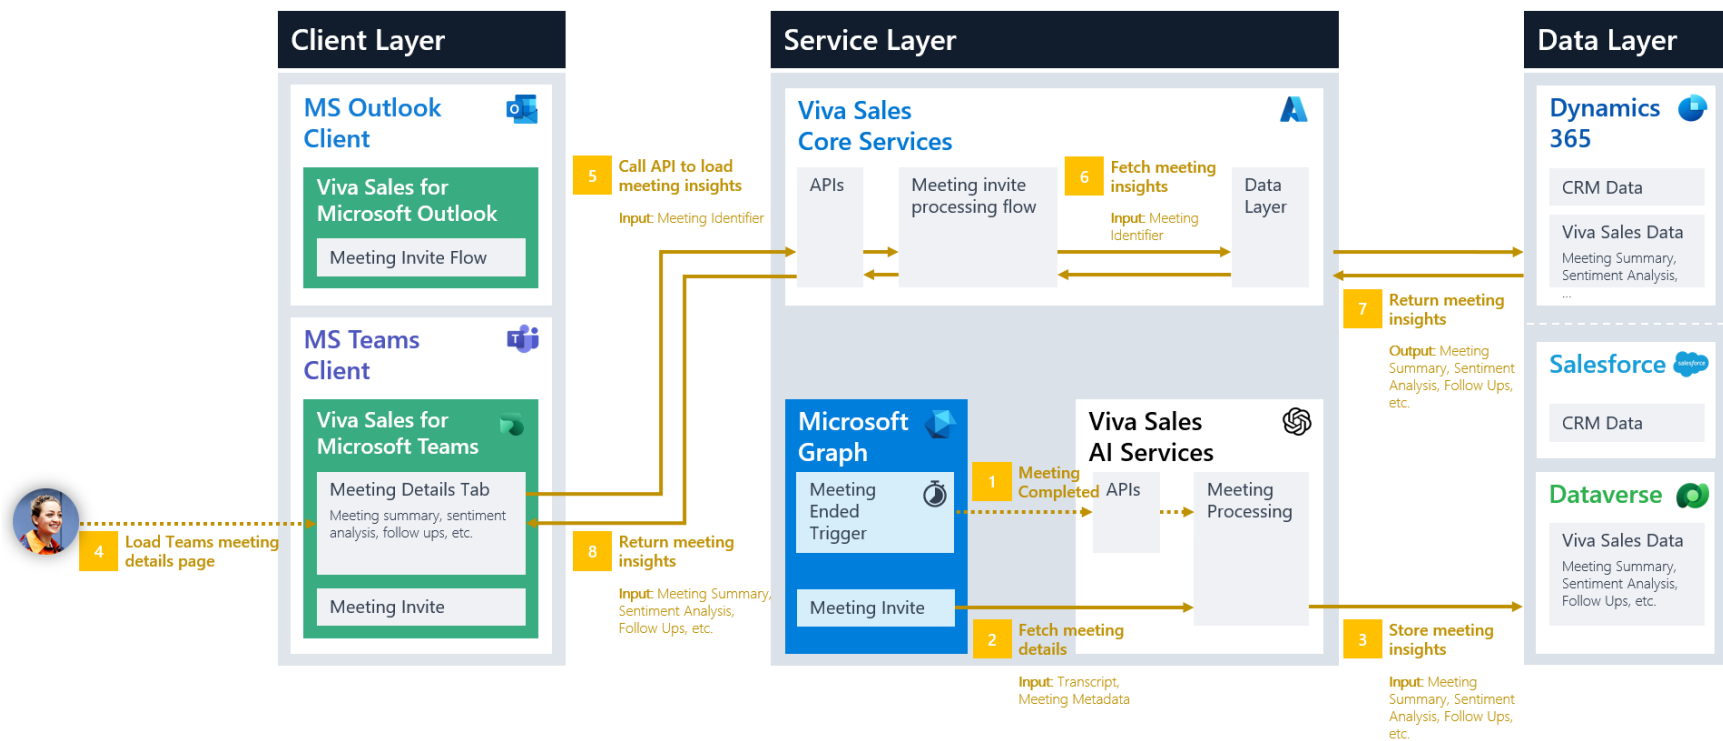 Client Layer
MS Outlook
Client
Viva Sales for
Microsoft Outlook
Meeting Invite Flow
MS Teams
Client
Viva Sales for
Microsoft Teams
Meeting Details Tab
Meeting summary, sentiment
analysis, follow ups, etc.
Meeting Invite
4
Load Teams meeting
details page
5
Call API to load
meeting insights
Input: Meeting Identifier
8
Return meeting
insights
Input: Meeting Summary,
Sentiment Analysis,
Follow Ups, etc.
Service Layer
Viva Sales
Core Services
APIs
Meeting invite
processing flow
6
Fetch meeting
insights
Input: Meeting
Identifier
Data
Layer
Microsoft
Graph
Meeting
Ended
Trigger
Meeting Invite
1
Meeting
Completed
2
Fetch meeting
details
Input: Transcript,
Meeting Metadata
Viva Sales
AI Services
APIs
Meeting
Processing
7
Return meeting
insights
Output: Meeting
Summary, Sentiment
Analysis, Follow Ups,
etc.
3
Store meeting
insights
Input: Meeting
Summary, Sentiment
Analysis, Follow Ups,
etc.
Data Layer
Dynamics
365
CRM Data
Viva Sales Data
Meeting Summary,
Sentiment Analysis,
...
Salesforce
salesforce
CRM Data
Dataverse
Viva Sales Data
Meeting Summary,
Sentiment Analysis,
Follow Ups, etc.